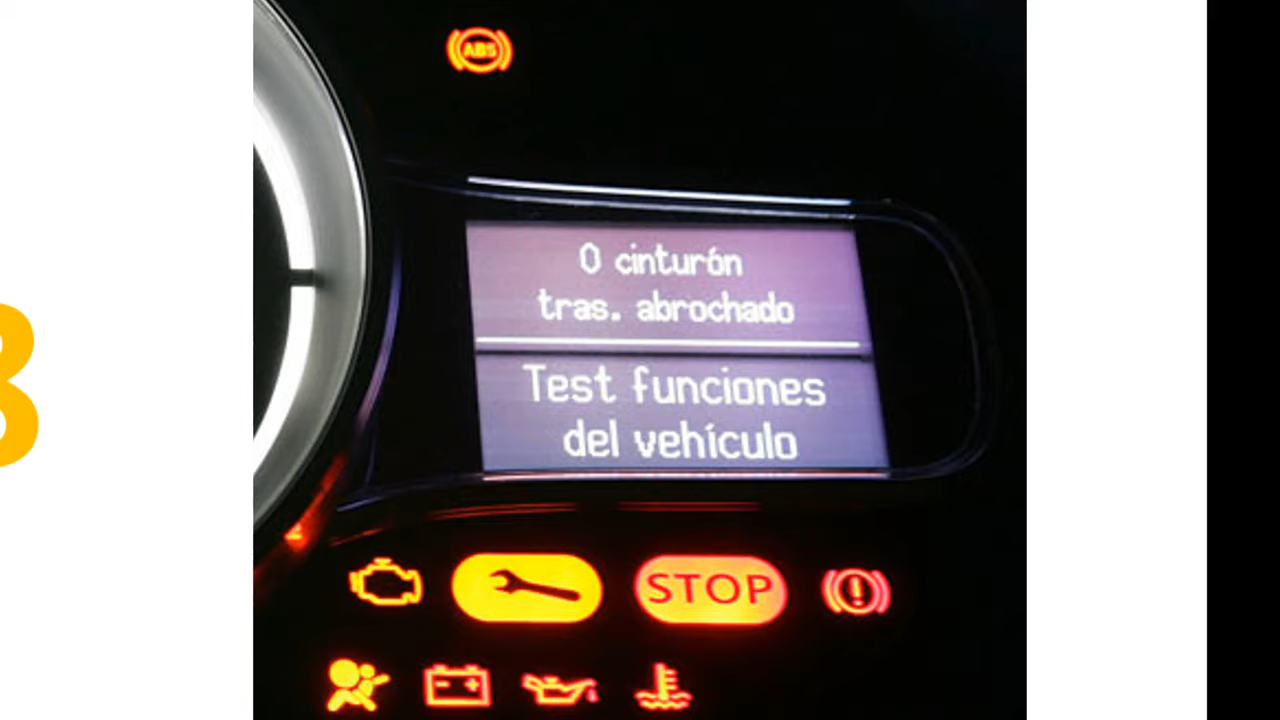 ABS
0 cinturón
tras. abrochado
Test funciones
del vehículo
STOP